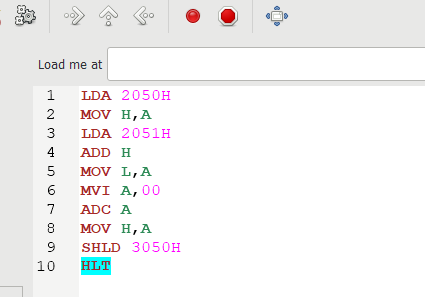 Load me at
1 LDA 2050H
2 MOV H,A
3 LDA 2051H
4 ADD H
5 MOV L,A
6 MVI A,00
7 ADC A
8 MOV H,A
9 SHLD 3050H
10 HLT